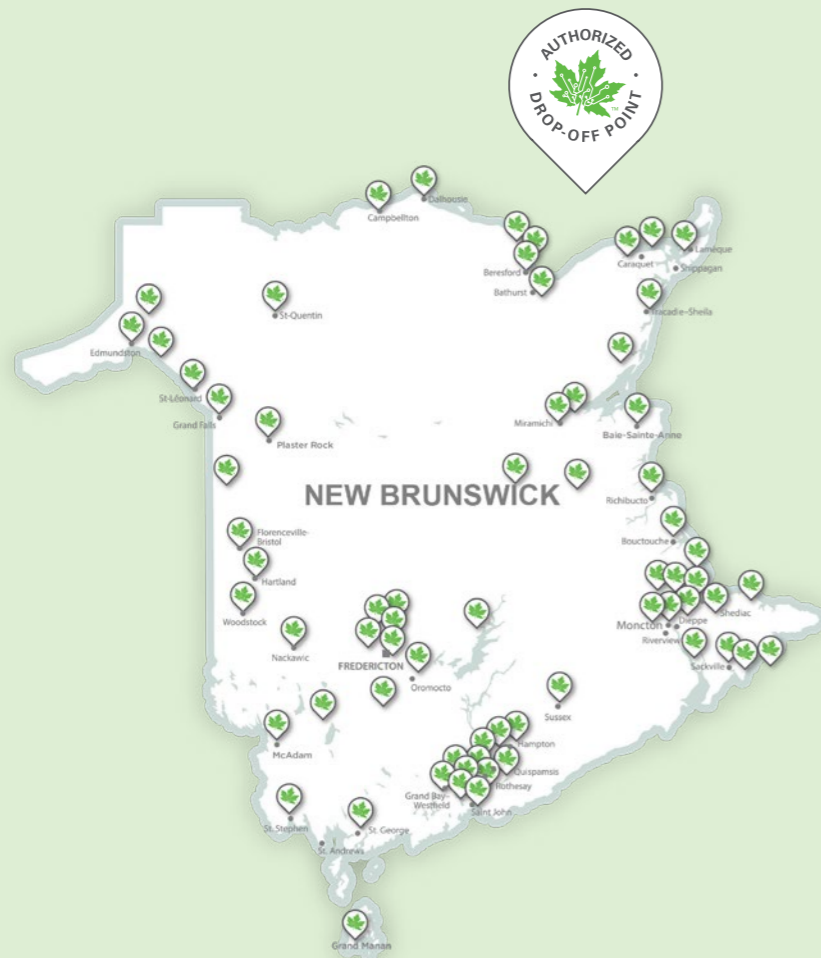 AUTHORIZED
DROP-OFF POINT
TM
Dalhousie
Campbellton
Lamèque
Caraquet
Shippagan
Beresford
Bathurst
St-Quentin
Tracadie-Sheila
Edmundston
St-Léonard
Grand Falls
Miramichi
Baie-Sainte-Anne
Plaster Rock
NEW BRUNSWICK
Richibucto
Florenceville-
Bristol
Bouctouche
Hartland
Woodstock
Shediac
Dieppe
Moncton
Riverview
Nackawic
FREDERICTON
Sackville
Oromocto
Sussex
Hampton
McAdam
Quispamsis
Rothesay
Grand Bay-
Westfield
Saint John
St. Stephen
St. George
St. Andrews
Grand Manan